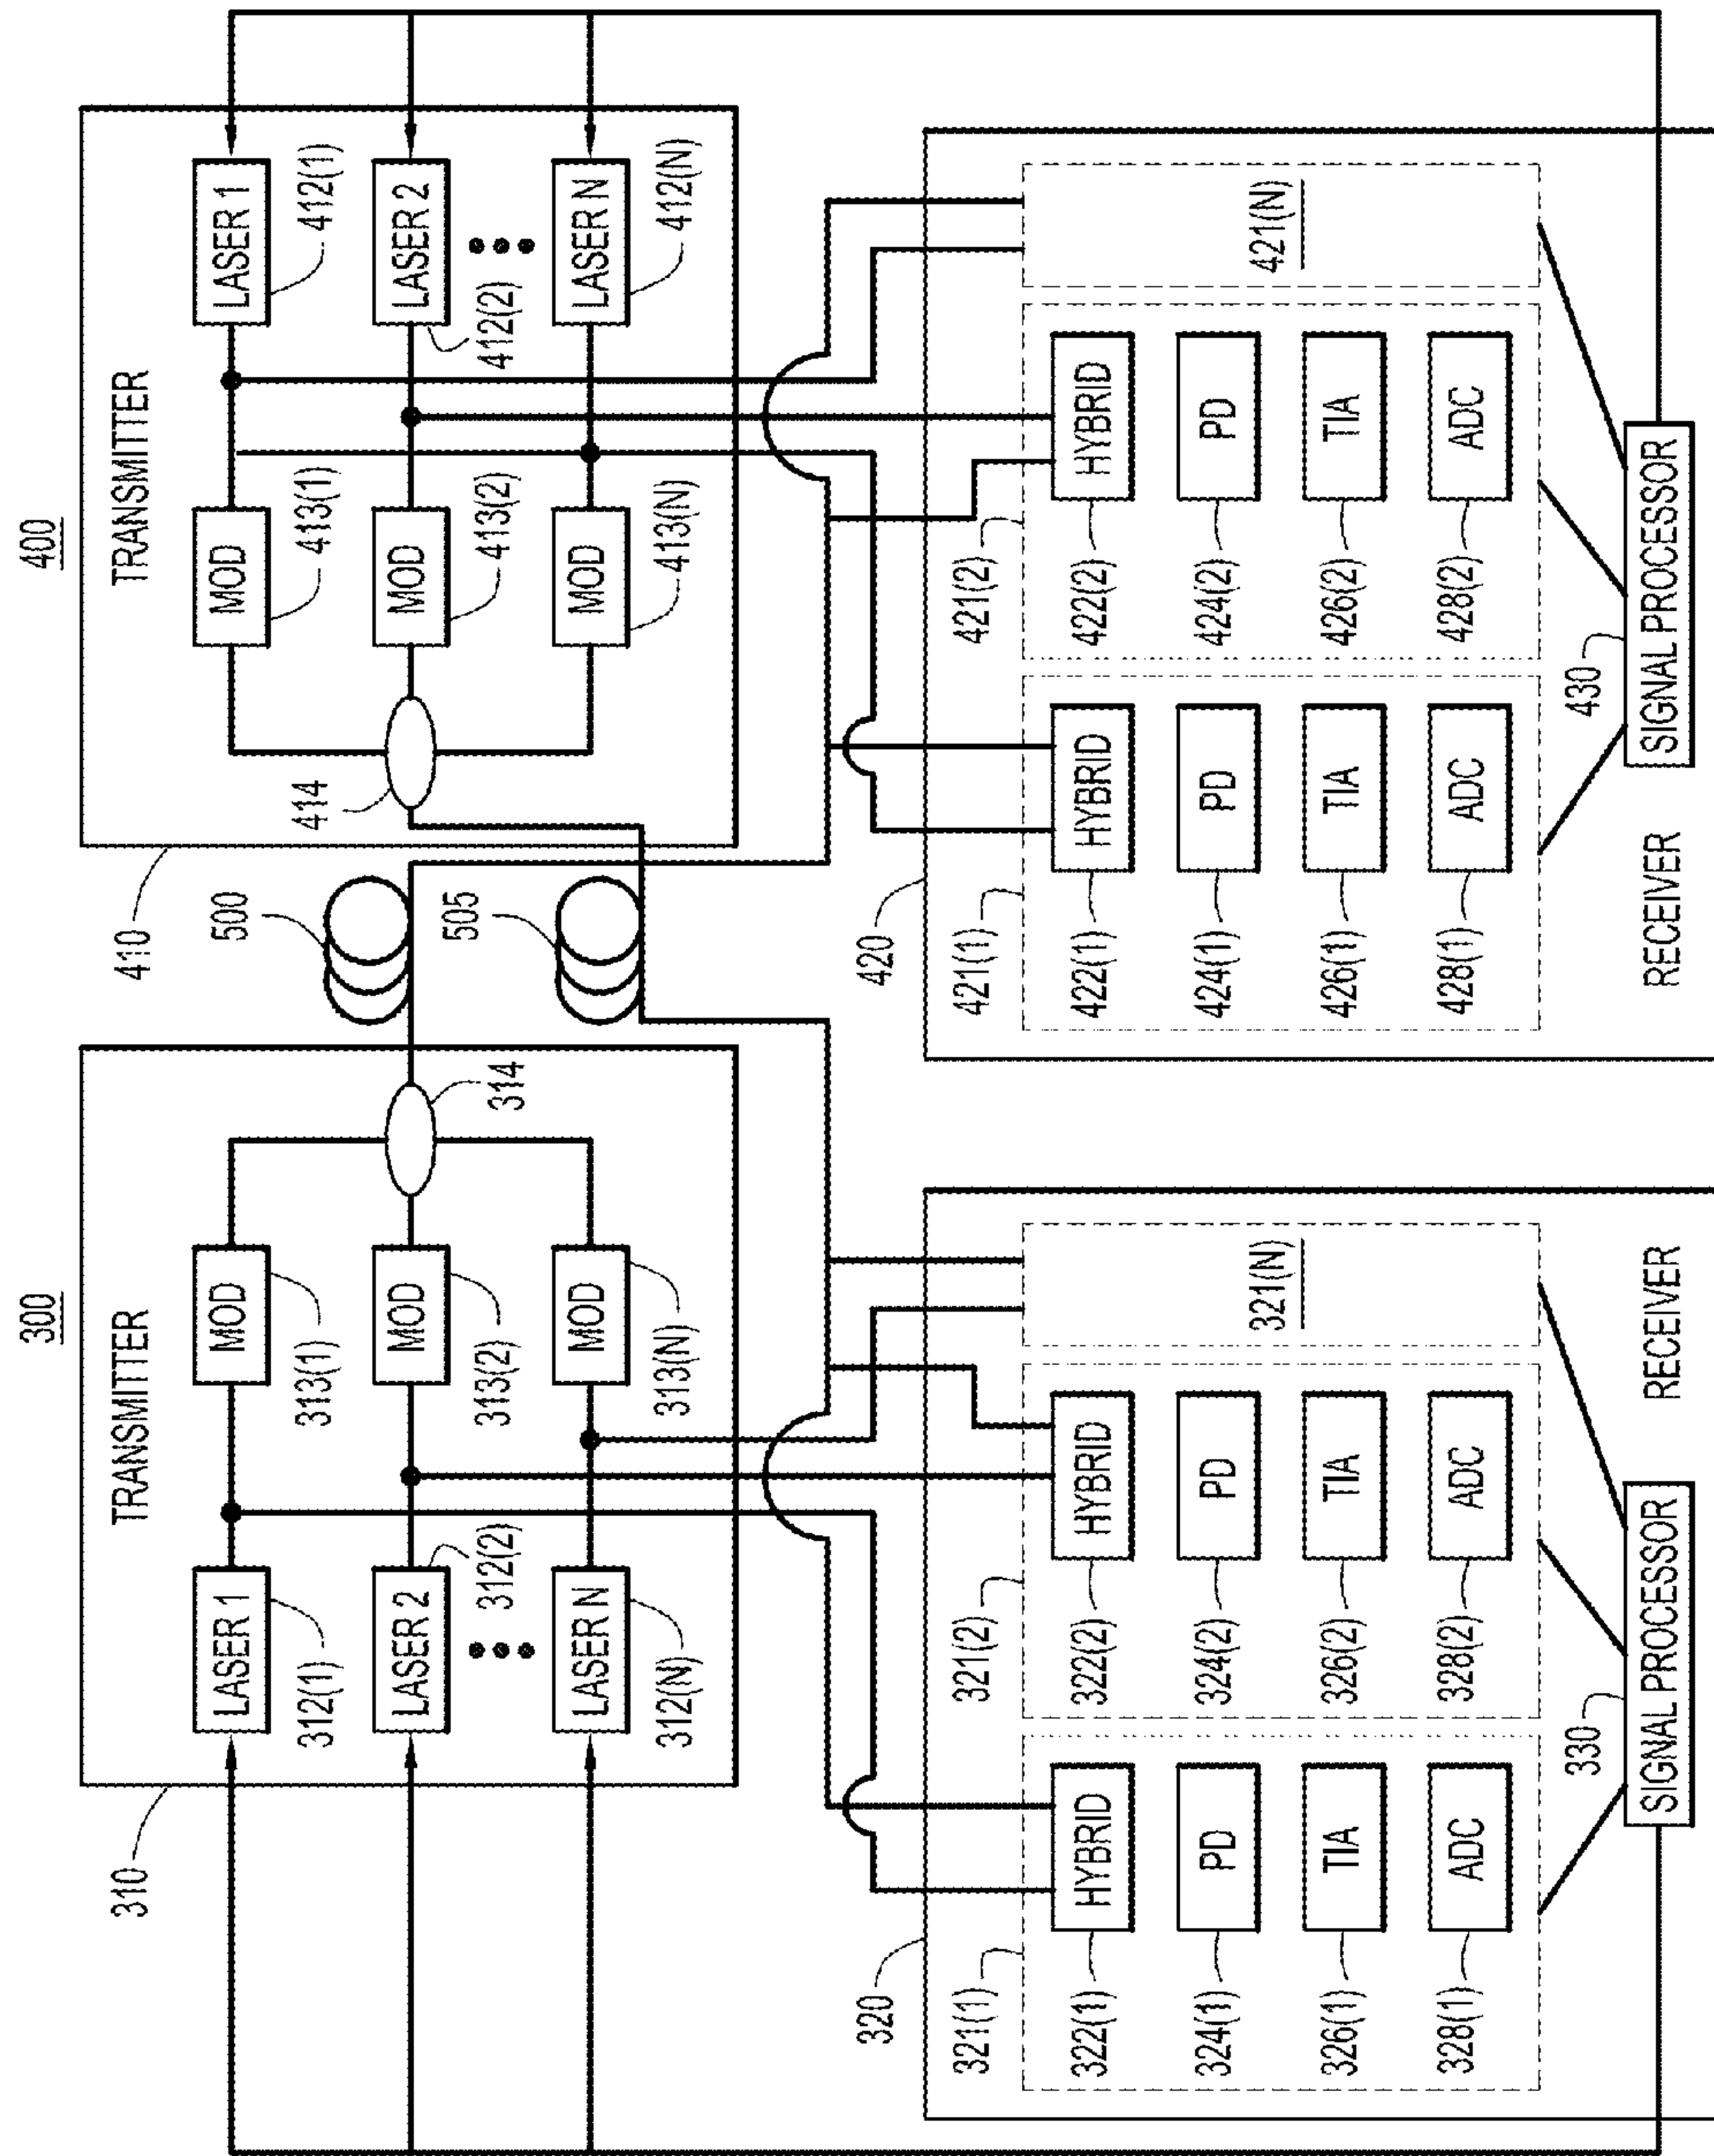 300
400
TRANSMITTER
TRANSMITTER
310
LASER 1
312(1)
MOD
313(1)
LASER 2
312(2)
MOD
313(2)
LASER N
312(N)
MOD
313(N)
314
500
505
410
414
MOD
413(1)
LASER 1
412(1)
MOD
413(2)
LASER 2
412(2)
MOD
413(N)
LASER N
412(N)
320
321(1)
322(1)
HYBRID
324(1)
PD
326(1)
TIA
328(1)
ADC
321(2)
322(2)
HYBRID
324(2)
PD
326(2)
TIA
328(2)
ADC
321(N)
330
SIGNAL PROCESSOR
RECEIVER
420
421(1)
422(1)
HYBRID
424(1)
PD
426(1)
TIA
428(1)
ADC
421(2)
422(2)
HYBRID
424(2)
PD
426(2)
TIA
428(2)
ADC
421(N)
RECEIVER
430
SIGNAL PROCESSOR